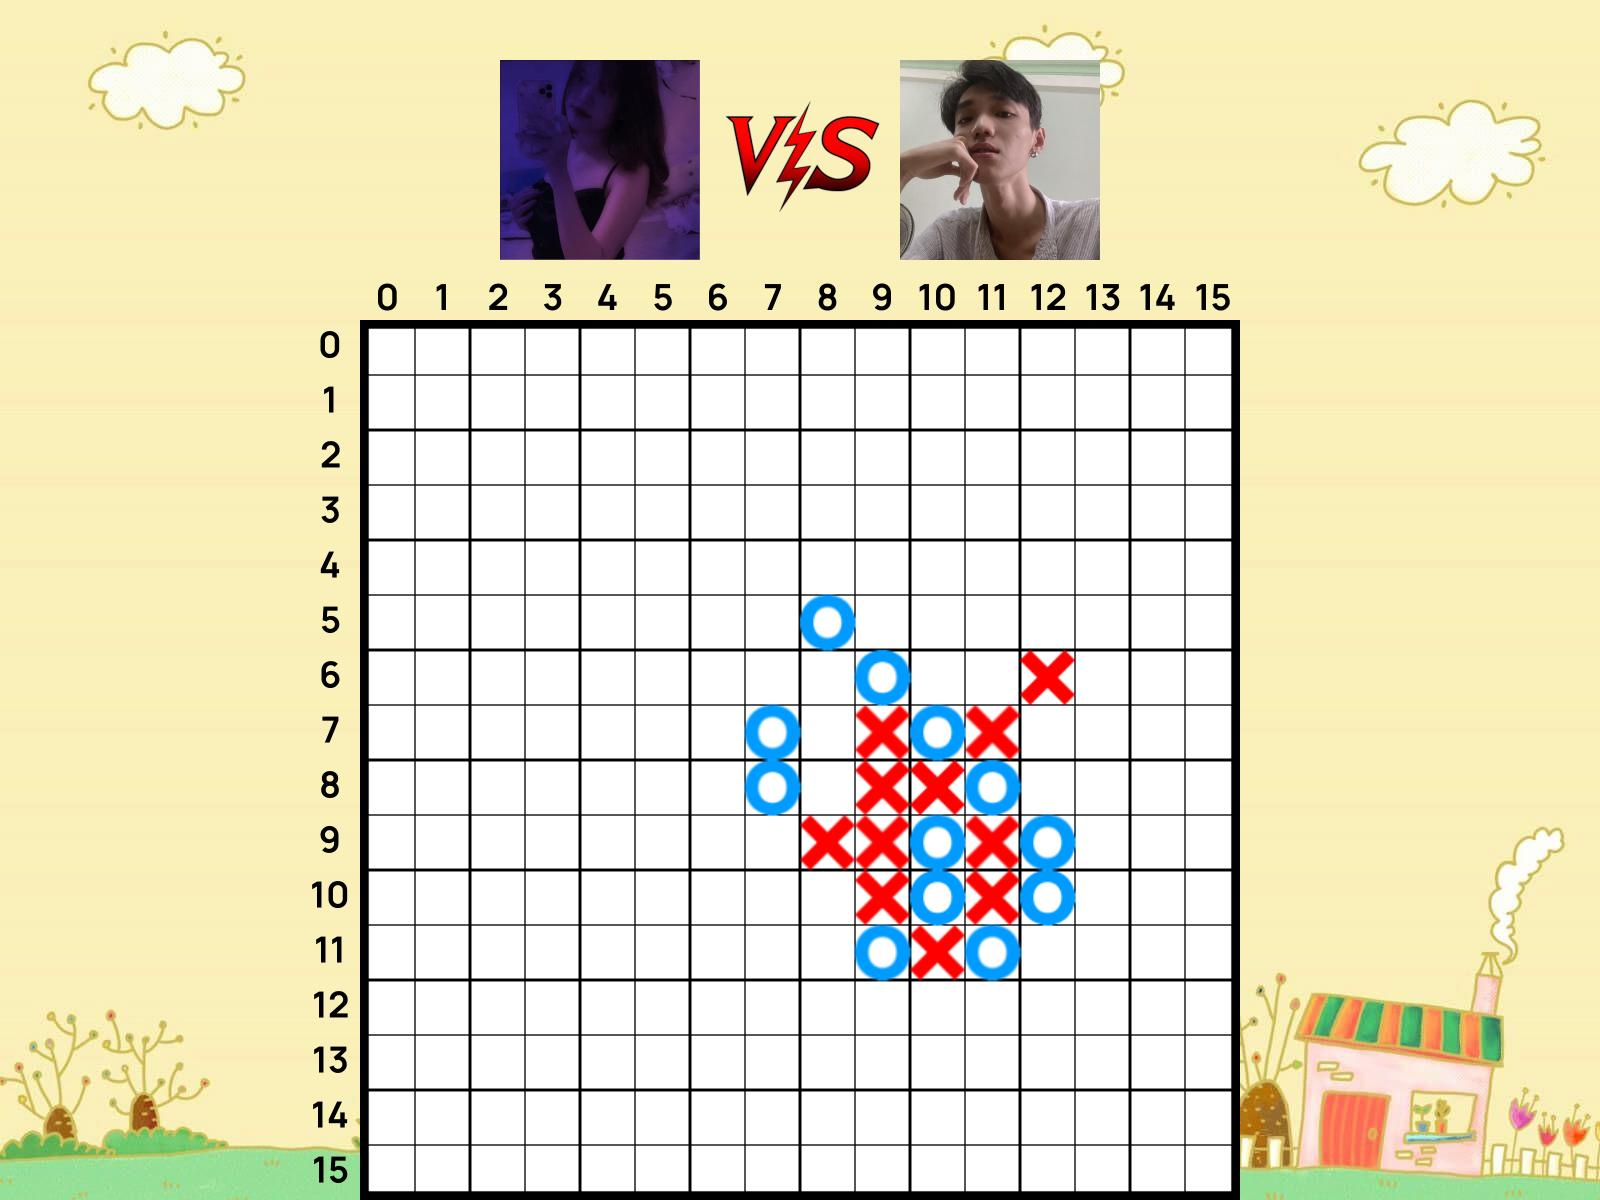 VS
0 1 2 3 4 5 6 7 8 9 10 11 12 13 14 15
0
1
2
3
4
5 O
6 O X
7 O X O X
8 O X X O
9 X X O X O
10 X O X O
11 O X O
12
13
14
15